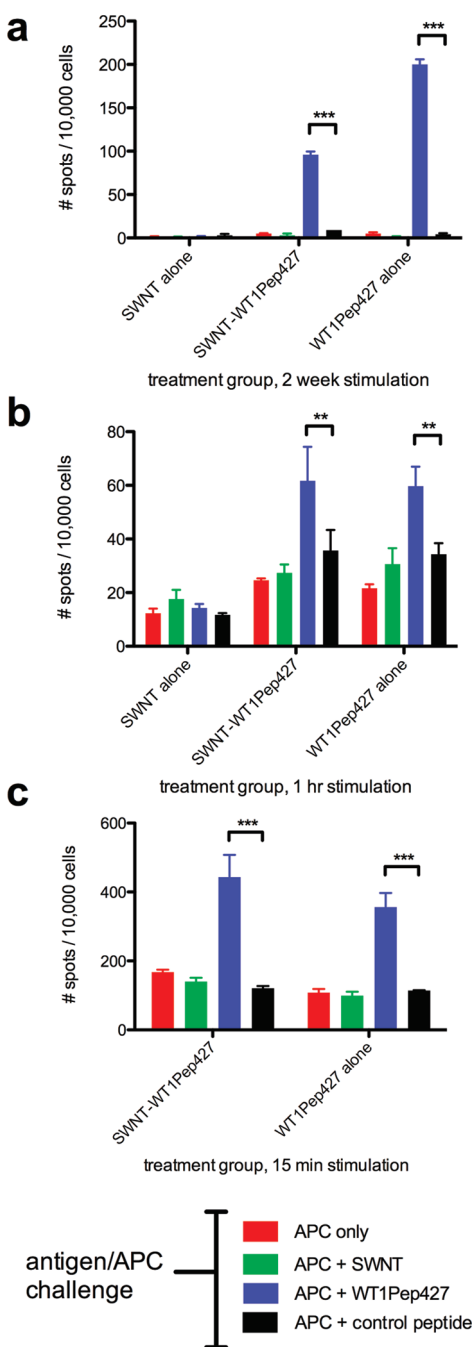 a
# spots / 10,000 cells
250
200
150
100
50
0
***
***
SWNT alone
SWNT-WT1Pep427
WT1Pep427 alone
treatment group, 2 week stimulation
b
# spots / 10,000 cells
80
60
40
20
0
**
**
SWNT alone
SWNT-WT1Pep427
WT1Pep427 alone
treatment group, 1 hr stimulation
c
# spots / 10,000 cells
600
400
200
0
***
***
SWNT-WT1Pep427
WT1Pep427 alone
treatment group, 15 min stimulation
antigen/APC
challenge
APC only
APC + SWNT
APC + WT1Pep427
APC + control peptide